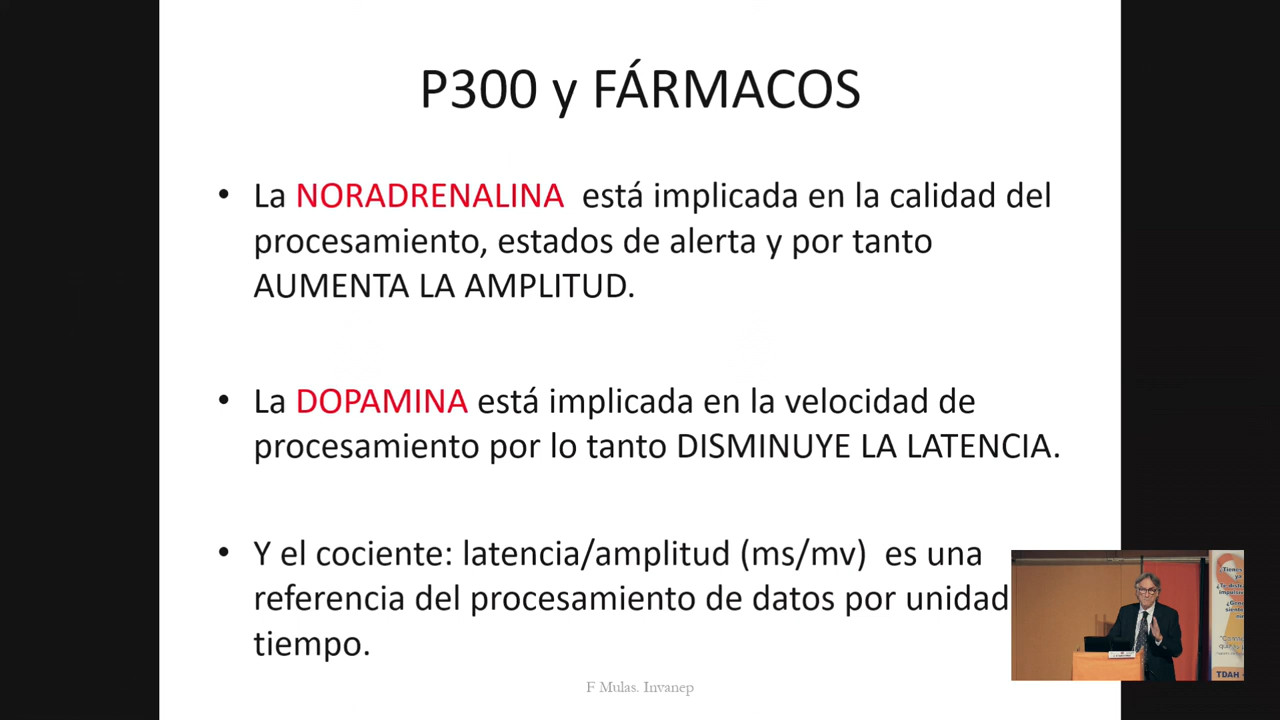 P300 y FÁRMACOS
• La NORADRENALINA está implicada en la calidad del
procesamiento, estados de alerta y por tanto
AUMENTA LA AMPLITUD.
• La DOPAMINA está implicada en la velocidad de
procesamiento por lo tanto DISMINUYE LA LATENCIA.
• Y el cociente: latencia/amplitud (ms/mv) es una
referencia del procesamiento de datos por unidad
tiempo.
F Mulas. Invanep
TDAH